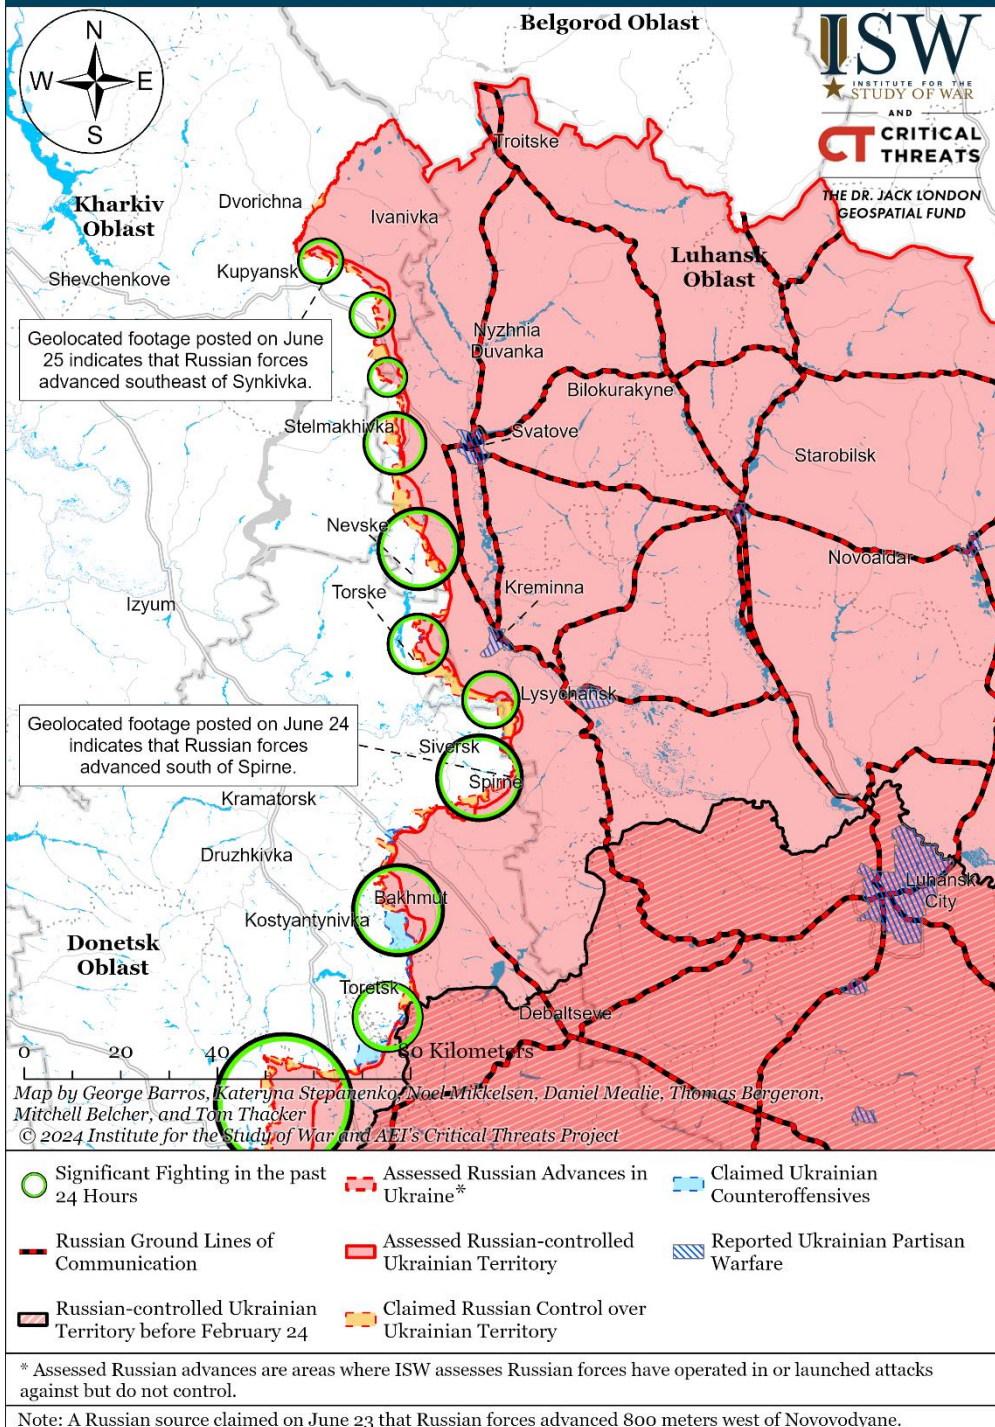 Belgorod Oblast
N
W
E
S
ISW
INSTITUTE FOR THE
STUDY OF WAR
AND
CT CRITICAL
THREATS
THE DR. JACK LONDON
GEOSPATIAL FUND
Troitske
Dvorichna
Kharkiv
Oblast
Ivanivka
Luhansk
Oblast
Kupyansk
Shevchenkove
Geolocated footage posted on June
25 indicates that Russian forces
advanced southeast of Synkivka.
Nyzhnia
Duvanka
Bilokurakyne
Stelmakhivka
Svatove
Starobilsk
Nevske
Novoaidar
Torske
Kreminna
Izyum
Lysychansk
Geolocated footage posted on June 24
indicates that Russian forces
advanced south of Spirne.
Siversk
Spirne
Kramatorsk
Druzhkivka
Luhansk
City
Bakhmut
Kostyantynivka
Donetsk
Oblast
Toretsk
Debaltseve
0 20 40 80 Kilometers
Map by George Barros, Kateryna Stepanenko, Noel Mikkelsen, Daniel Mealie, Thomas Bergeron,
Mitchell Belcher, and Tom Thacker
© 2024 Institute for the Study of War and AEI's Critical Threats Project
Significant Fighting in the past
24 Hours
Assessed Russian Advances in
Ukraine*
Claimed Ukrainian
Counteroffensives
Russian Ground Lines of
Communication
Assessed Russian-controlled
Ukrainian Territory
Reported Ukrainian Partisan
Warfare
Russian-controlled Ukrainian
Territory before February 24
Claimed Russian Control over
Ukrainian Territory
* Assessed Russian advances are areas where ISW assesses Russian forces have operated in or launched attacks
against but do not control.
Note: A Russian source claimed on June 23 that Russian forces advanced 800 meters west of Novovodyane.